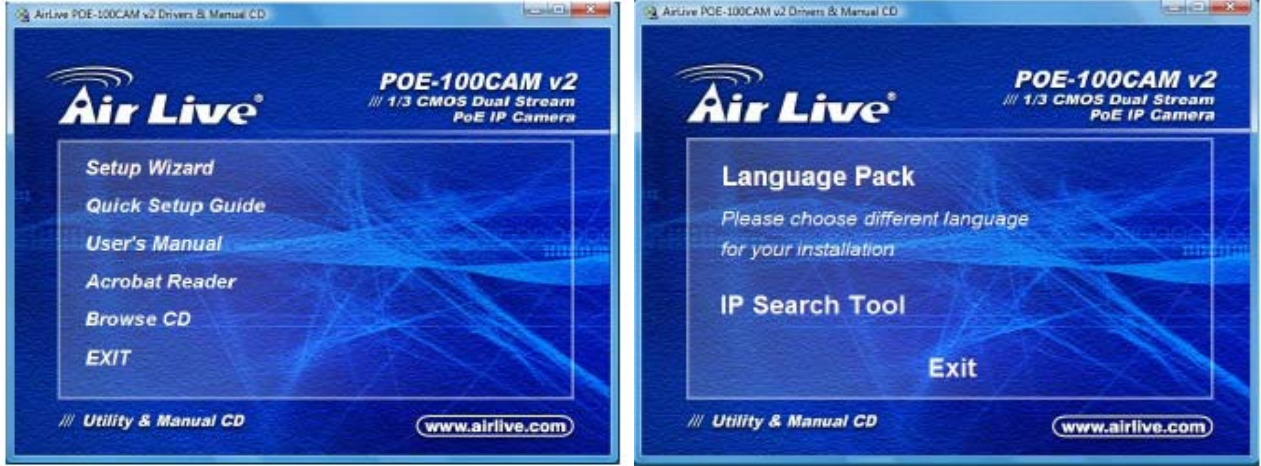 AirLive POE-100CAM v2 Drivers & Manual CD
Air Live®
POE-100CAM v2
/// 1/3 CMOS Dual Stream
PoE IP Camera
Setup Wizard
Quick Setup Guide
User's Manual
Acrobat Reader
Browse CD
EXIT
/// Utility & Manual CD
www.airlive.com
AirLive POE-100CAM v2 Drivers & Manual CD
Air Live®
POE-100CAM v2
/// 1/3 CMOS Dual Stream
PoE IP Camera
Language Pack
Please choose different language
for your installation
IP Search Tool
Exit
/// Utility & Manual CD
www.airlive.com